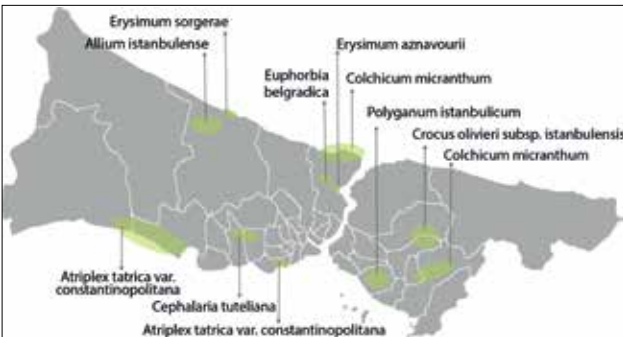 Erysimum sorgerae
Allium istanbulense
Erysimum aznavourii
Euphorbia
belgradica
Colchicum micranthum
Polyganum istanbulicum
Crocus olivieri subsp. istanbulensis
Colchicum micranthum
Atriplex tatrica var.
constantinopolitana
Cephalaria tuteliana
Atriplex tatrica var. constantinopolitana